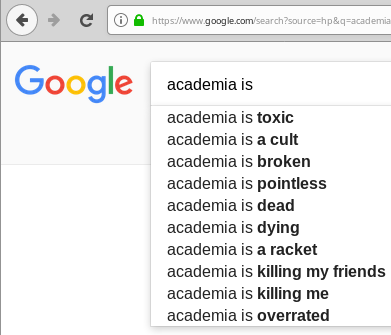 https://www.google.com/search?source=hp&q=academia
Google
academia is
academia is toxic
academia is a cult
academia is broken
academia is pointless
academia is dead
academia is dying
academia is a racket
academia is killing my friends
academia is killing me
academia is overrated